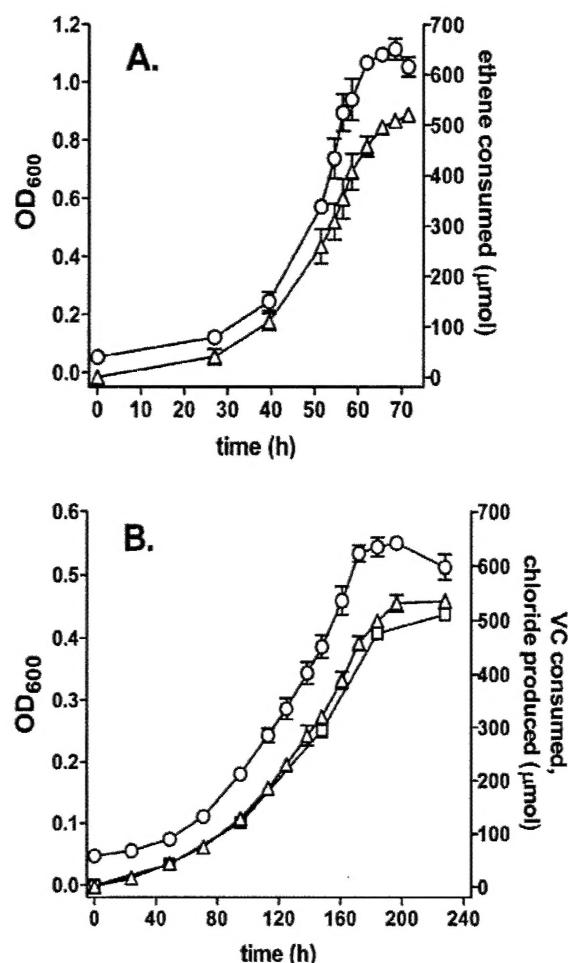 A.
1.2
1.0
0.8
0.6
0.4
0.2
0.0
OD600
700
600
500
400
300
200
100
0
ethene consumed (μmol)
0 10 20 30 40 50 60 70
time (h)
B.
0.6
0.5
0.4
0.3
0.2
0.1
0.0
OD600
700
600
500
400
300
200
100
0
VC consumed,
chloride produced (μmol)
0 40 80 120 160 200 240
time (h)